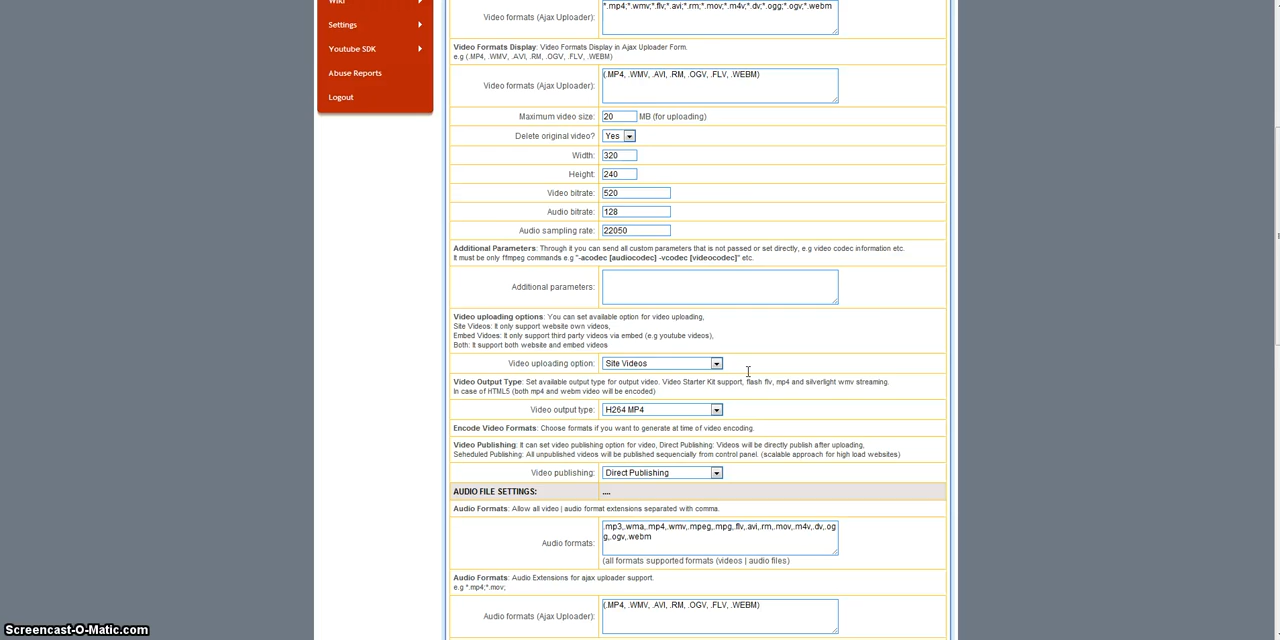 Wiki
Settings
Youtube SDK
Abuse Reports
Logout
Video formats (Ajax Uploader):
*.mp4;*.wmv;*.flv;*.avi;*.rm;*.mov;*.m4v;*.dv;*.ogg;*.ogv;*.webm
Video Formats Display: Video Formats Display in Ajax Uploader Form.
e.g (.MP4, .WMV, .AVI, .RM, .OGV, .FLV, .WEBM)
Video formats (Ajax Uploader):
(.MP4, .WMV, .AVI, .RM, .OGV, .FLV, .WEBM)
Maximum video size: 20 MB (for uploading)
Delete original video? Yes
Width: 320
Height: 240
Video bitrate: 520
Audio bitrate: 128
Audio sampling rate: 22050
Additional Parameters: Through it you can send all custom parameters that is not passed or set directly, e.g video codec information etc.
It must be only ffmpeg commands e.g "-acodec [audiocodec] -vcodec [videocodec]" etc.
Additional parameters:
Video uploading options: You can set available option for video uploading,
Site Videos: It only support website own videos,
Embed Vidoes: It only support third party videos via embed (e.g youtube videos),
Both: It support both website and embed videos
Video uploading option: Site Videos
Video Output Type: Set available output type for output video. Video Starter Kit support, flash flv, mp4 and silverlight wmv streaming.
In case of HTML5 (both mp4 and webm video will be encoded)
Video output type: H264 MP4
Encode Video Formats: Choose formats if you want to generate at time of video encoding.
Video Publishing: It can set video publishing option for video, Direct Publishing: Videos will be directly publish after uploading,
Seheduled Publishing: All unpublished videos will be published sequencially from control panel. (scalable approach for high load websites)
Video publishing: Direct Publishing
AUDIO FILE SETTINGS: ....
Audio Formats: Allow all video | audio format extensions separated with comma.
Audio formats:
.mp3,.wma,.mp4,.wmv,.mpeg,.mpg,.flv,.avi,.rm,.mov,.m4v,.dv,.og
g,.ogv,.webm
(all formats supported formats (videos | audio files)
Audio Formats: Audio Extensions for ajax uploader support.
e.g *.mp4;*.mov;
Audio formats (Ajax Uploader):
(.MP4, .WMV, .AVI, .RM, .OGV, .FLV, .WEBM)
Screencast-O-Matic.com